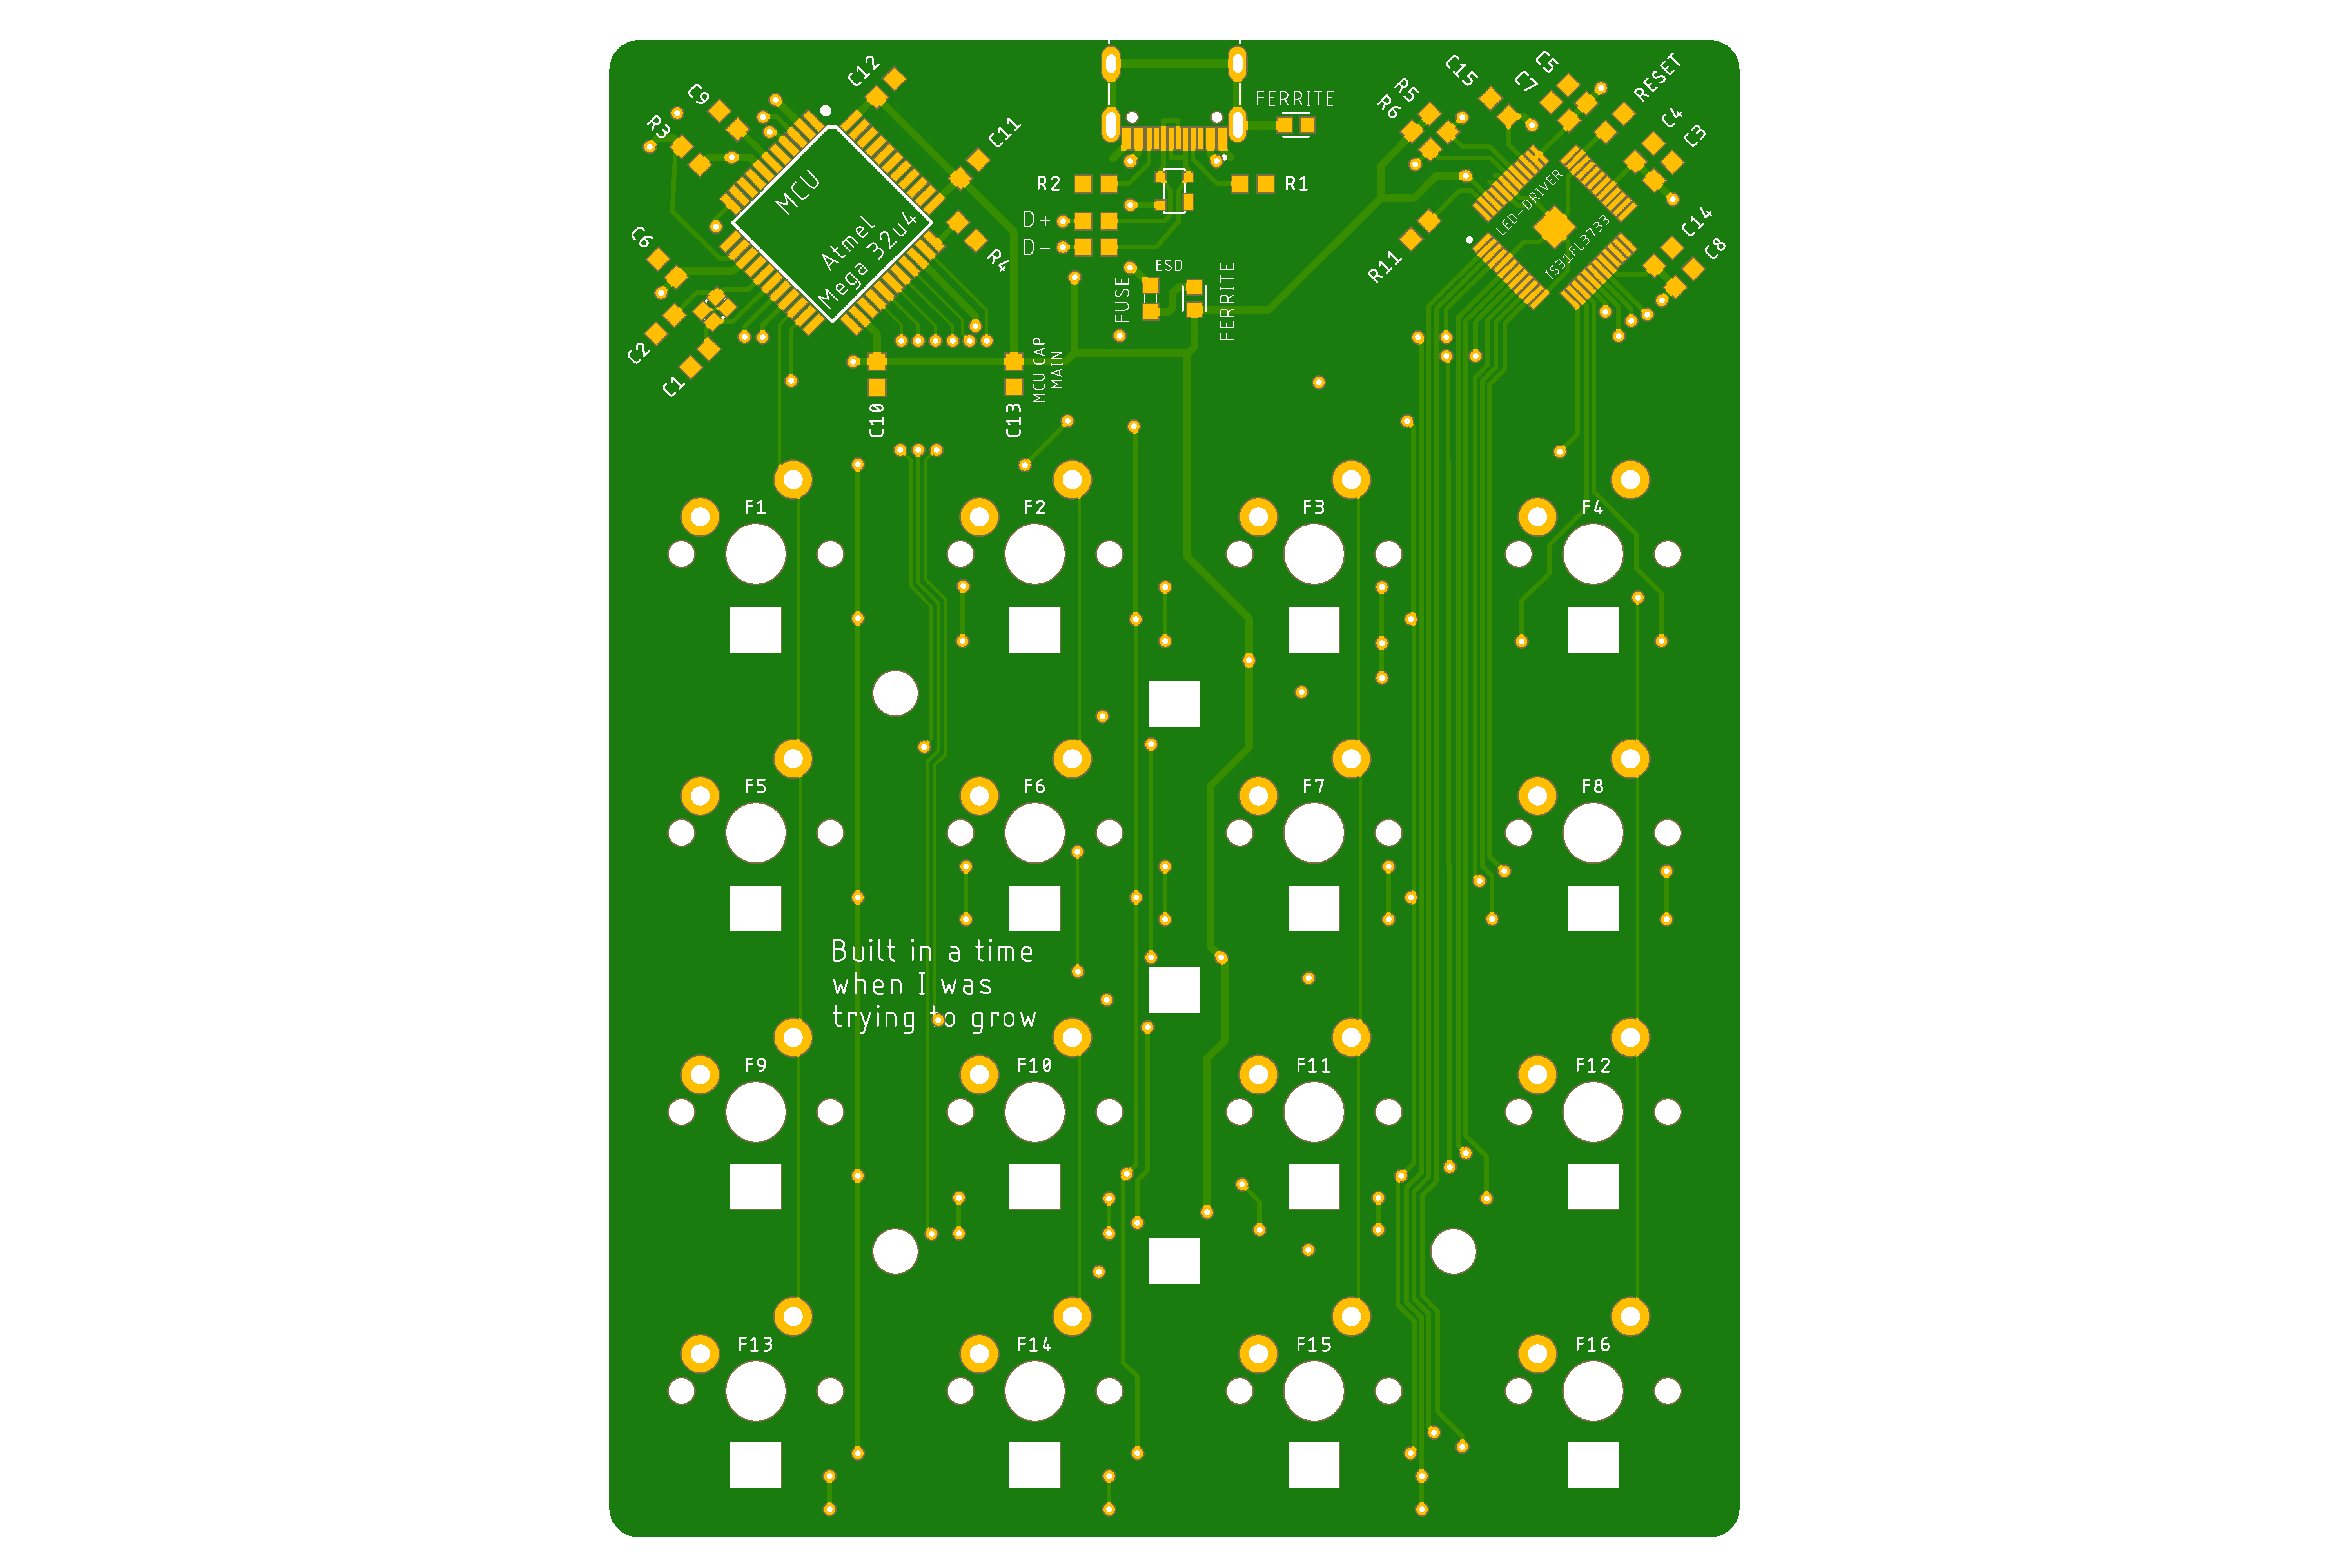 C12
C5
C15
C7
RESET
C9
R5
R6
FERRITE
C4
C3
R3
C11
MCU
R2
R1
LED-DRIVER
D+
C14
C6
Atmel
Mega 32u4
IS31FL3733
D-
C8
R4
R11
ESD
FUSE
FERRITE
C2
C1
MCU CAP
MAIN
C10
C13
F1 F2 F3 F4
F5 F6 F7 F8
Built in a time
when I was
trying to grow
F9 F10 F11 F12
F13 F14 F15 F16